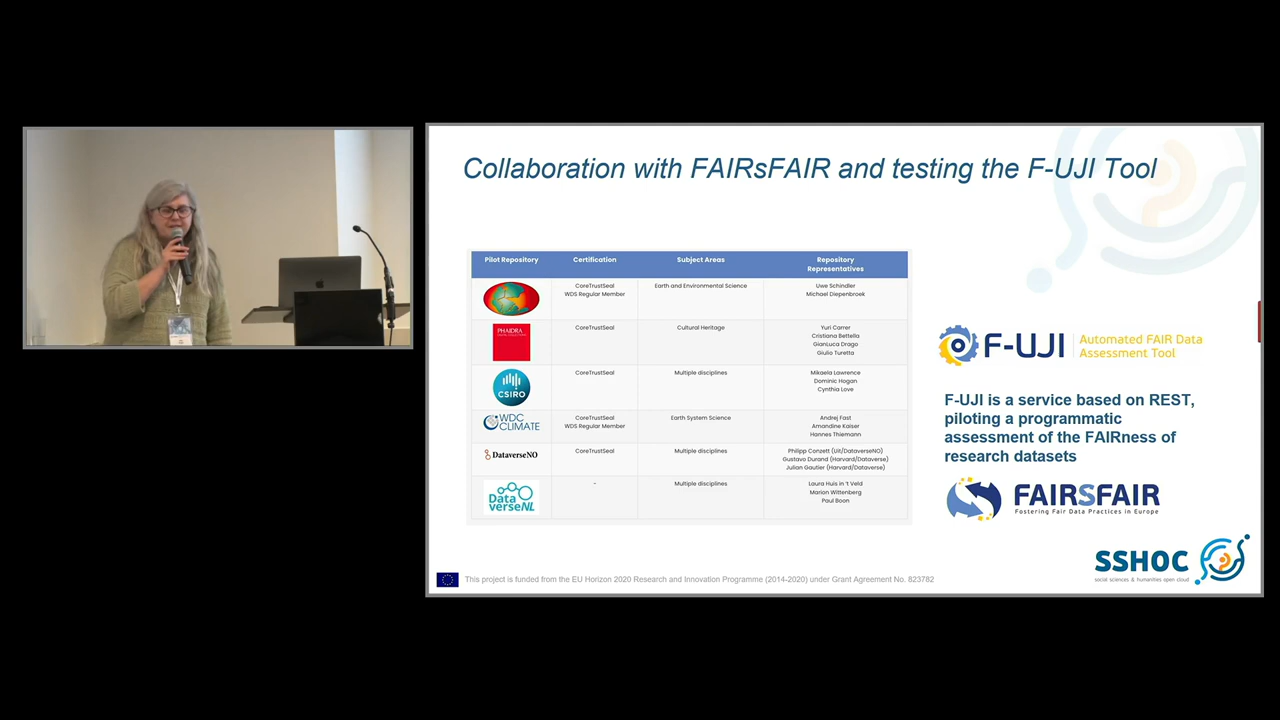 Collaboration with FAIRsFAIR and testing the F-UJI Tool
Pilot Repository Certification Subject Areas Repository
Representatives
CoreTrustSeal Earth and Environmental Science Uwe Schindler
WDS Regular Member Michael Diepenbroek
PHAIDRA CoreTrustSeal Cultural Heritage Yuri Carrer
Cristiana Bettella
GianLuca Drago
Giulio Turetta
CSIRO CoreTrustSeal Multiple disciplines Mikaela Lawrence
Dominic Hogan
Cynthia Love
WDC CoreTrustSeal Earth System Science Andrej Fast
CLIMATE WDS Regular Member Amandine Kaiser
Hannes Thiemann
DataverseNO CoreTrustSeal Multiple disciplines Philipp Conzett (UiT/DataverseNO)
Gustavo Durand (Harvard/Dataverse)
Julian Gautier (Harvard/Dataverse)
Data - Multiple disciplines Laura Huis in 't Veld
verseNL Marion Wittenberg
Paul Boon
F-UJI Automated FAIR Data
Assessment Tool
F-UJI is a service based on REST,
piloting a programmatic
assessment of the FAIRness of
research datasets
FAIRSFAIR
Fostering Fair Data Practices in Europe
SSHOC
social sciences & humanities open cloud
This project is funded from the EU Horizon 2020 Research and Innovation Programme (2014-2020) under Grant Agreement No. 823782